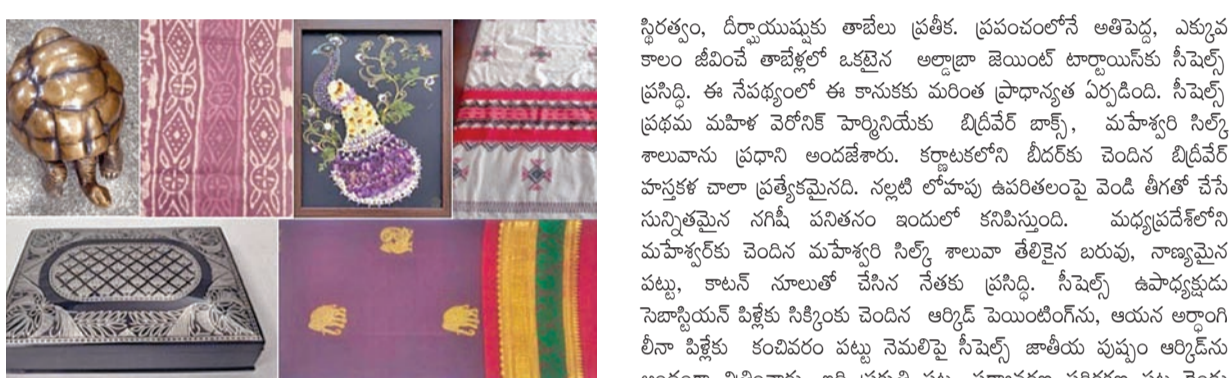 స్థిరత్వం, దీర్ఘాయుష్షుకు తాబేలు ప్రతీక. ప్రపంచంలోనే అతిపెద్ద, ఎక్కువ
కాలం జీవించే తాబేళ్లలో ఒకటైన అల్డాబ్రా జెయింట్ టార్టాయిస్‌కు సీషెల్స్
ప్రసిద్ధి. ఈ నేపథ్యంలో ఈ కానుకకు మరింత ప్రాధాన్యత ఏర్పడింది. సీషెల్స్
ప్రథమ మహిళ వెరోనిక్ హెర్మినియేకు బిద్రీవేర్ బాక్స్, మహేశ్వరి సిల్క్
శాలువాను ప్రధాని అందజేశారు. కర్ణాటకలోని బీదర్‌కు చెందిన బిద్రీవేర్
హస్తకళ చాలా ప్రత్యేకమైనది. నల్లటి లోహపు ఉపరితలంపై వెండి తీగతో చేసే
సున్నితమైన నగిషీ పనితనం ఇందులో కనిపిస్తుంది. మధ్యప్రదేశ్‌లోని
మహేశ్వర్‌కు చెందిన మహేశ్వరి సిల్క్ శాలువా తేలికైన బరువు, నాణ్యమైన
పట్టు, కాటన్ నూలుతో చేసిన నేతకు ప్రసిద్ధి. సీషెల్స్ ఉపాధ్యక్షుడు
సెబాస్టియన్ పిళ్లేకు సిక్కింకు చెందిన ఆర్కిడ్ పెయింటింగ్‌ను, ఆయన అర్ధాంగి
లీనా పిళ్లేకు కంచివరం పట్టు నెమలిపై సీషెల్స్ జాతీయ పుష్పం ఆర్కిడ్‌ను